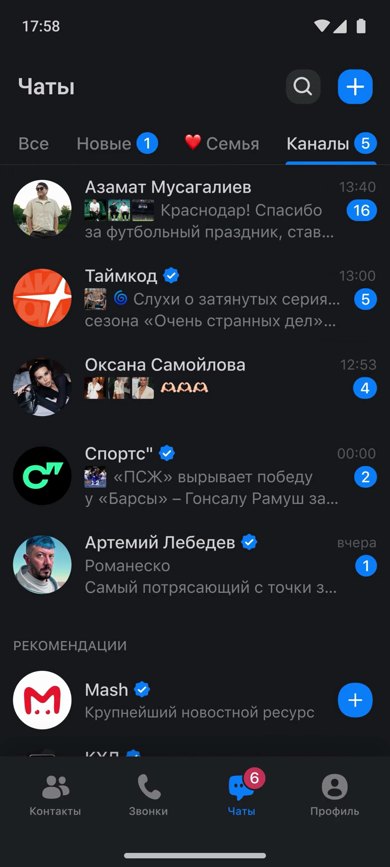 17:58
Чаты
Все
Новые 1
❤️ Семья
Каналы 5
Азамат Мусагалиев
13:40
Краснодар! Спасибо
за футбольный праздник, став...
16
Таймкод
13:00
🌀 Слухи о затянутых серия...
сезона «Очень странных дел»...
5
Оксана Самойлова
12:53
🫶🏻🫶🏻🫶🏻
4
Спортс"
00:00
«ПСЖ» вырывает победу
у «Барсы» – Гонсалу Рамуш за...
2
Артемий Лебедев
вчера
Романеско
Самый потрясающий с точки з...
1
РЕКОМЕНДАЦИИ
Mash
Крупнейший новостной ресурс
6
Контакты
Звонки
Чаты
Профиль